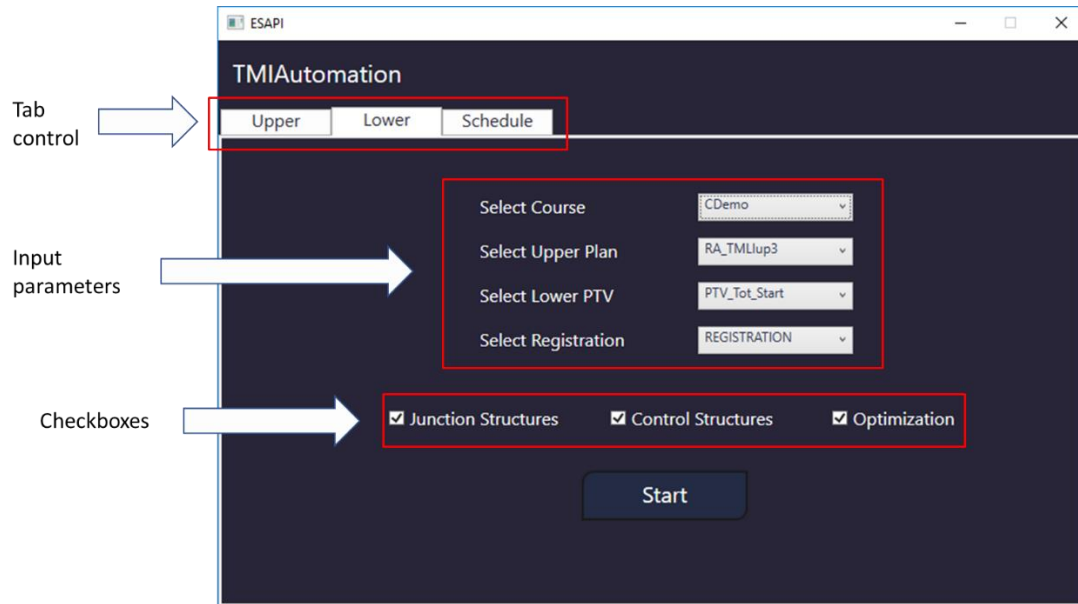 ESAPI
TMIAutomation
Tab
control
Upper Lower Schedule
Select Course CDemo
Input
parameters
Select Upper Plan RA_TMLIup3
Select Lower PTV PTV_Tot_Start
Select Registration REGISTRATION
Checkboxes
Junction Structures Control Structures Optimization
Start